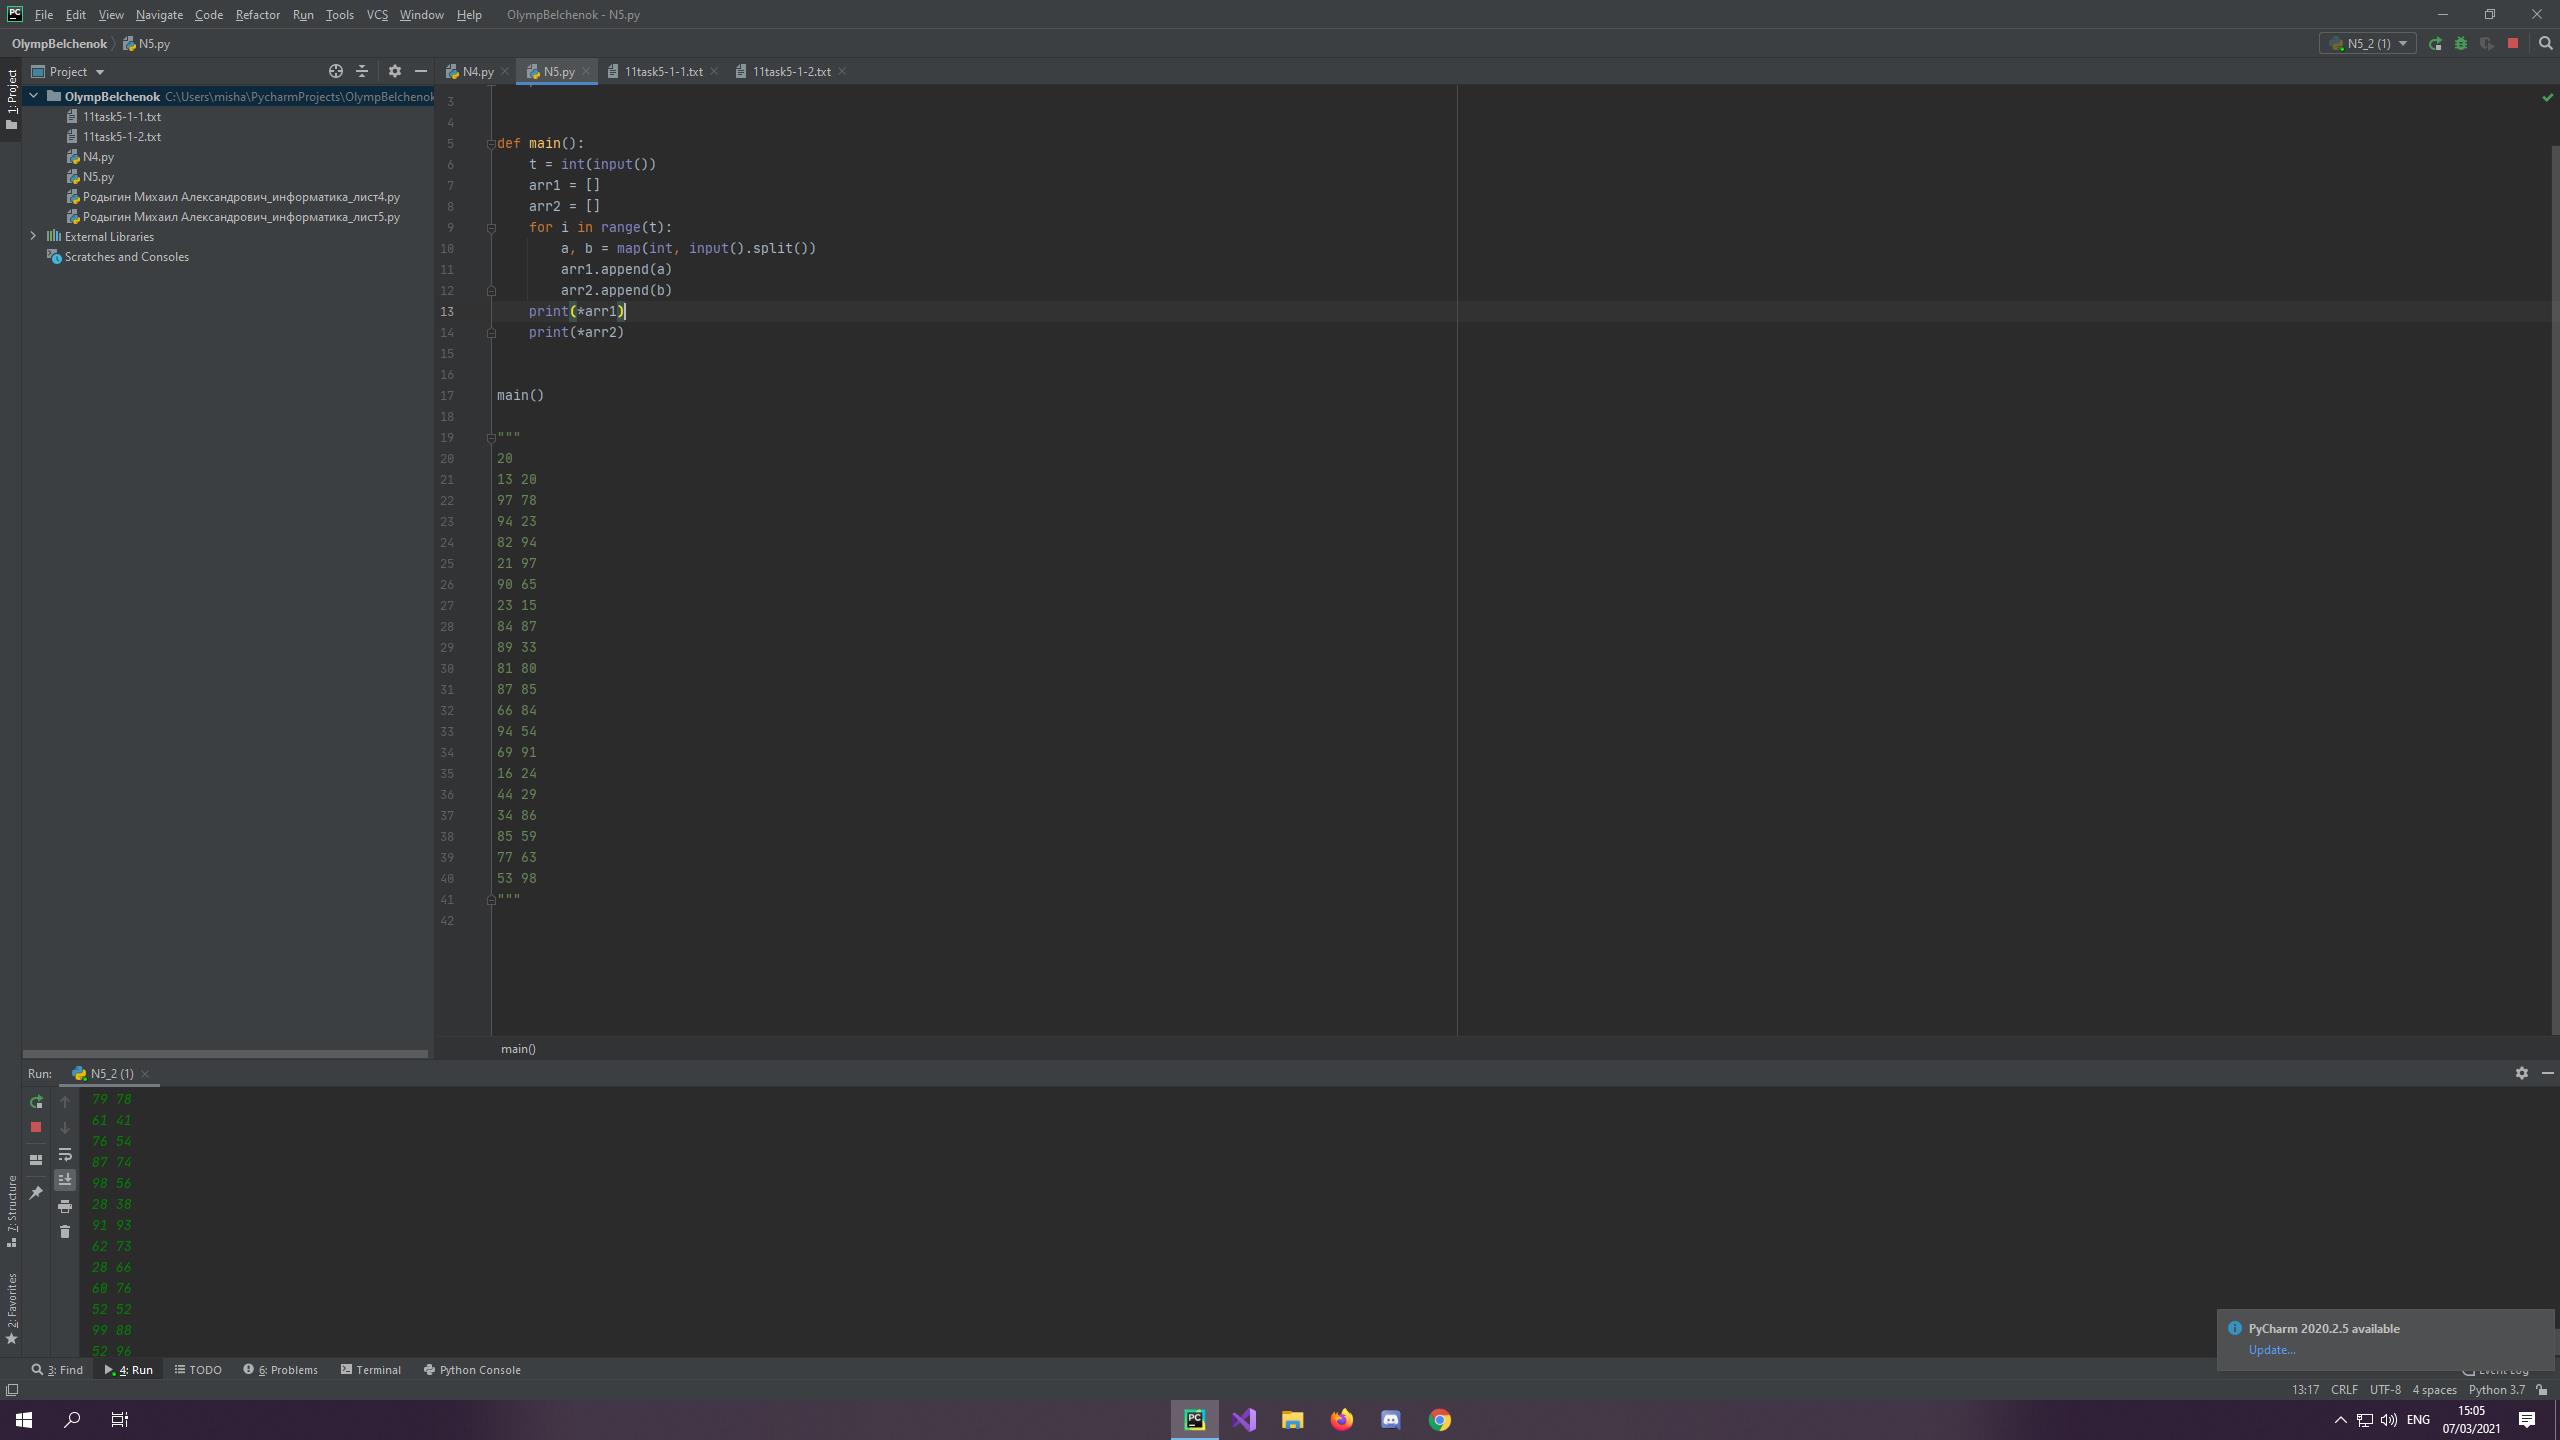 File Edit View Navigate Code Refactor Run Tools VCS Window Help OlympBelchenok - N5.py
OlympBelchenok N5.py N5_2 (1)
Project N4.py N5.py 11task5-1-1.txt 11task5-1-2.txt
1: Project
OlympBelchenok C:\Users\misha\PycharmProjects\OlympBelchenok
11task5-1-1.txt
11task5-1-2.txt
N4.py
N5.py
Родыгин Михаил Александрович_информатика_лист4.py
Родыгин Михаил Александрович_информатика_лист5.py
External Libraries
Scratches and Consoles
3
4
5 def main():
6 t = int(input())
7 arr1 = []
8 arr2 = []
9 for i in range(t):
10 a, b = map(int, input().split())
11 arr1.append(a)
12 arr2.append(b)
13 print(*arr1)
14 print(*arr2)
15
16
17 main()
18
19 """
20 20
21 13 20
22 97 78
23 94 23
24 82 94
25 21 97
26 90 65
27 23 15
28 84 87
29 89 33
30 81 80
31 87 85
32 66 84
33 94 54
34 69 91
35 16 24
36 44 29
37 34 86
38 85 59
39 77 63
40 53 98
41 """
42
main()
Run: N5_2 (1)
79 78
61 41
76 54
87 74
98 56
28 38
91 93
62 73
28 66
60 76
52 52
99 88
52 96
7: Structure
2: Favorites
PyCharm 2020.2.5 available
Update...
3: Find 4: Run TODO 6: Problems Terminal Python Console Event Log
13:17 CRLF UTF-8 4 spaces Python 3.7
ENG 15:05
07/03/2021